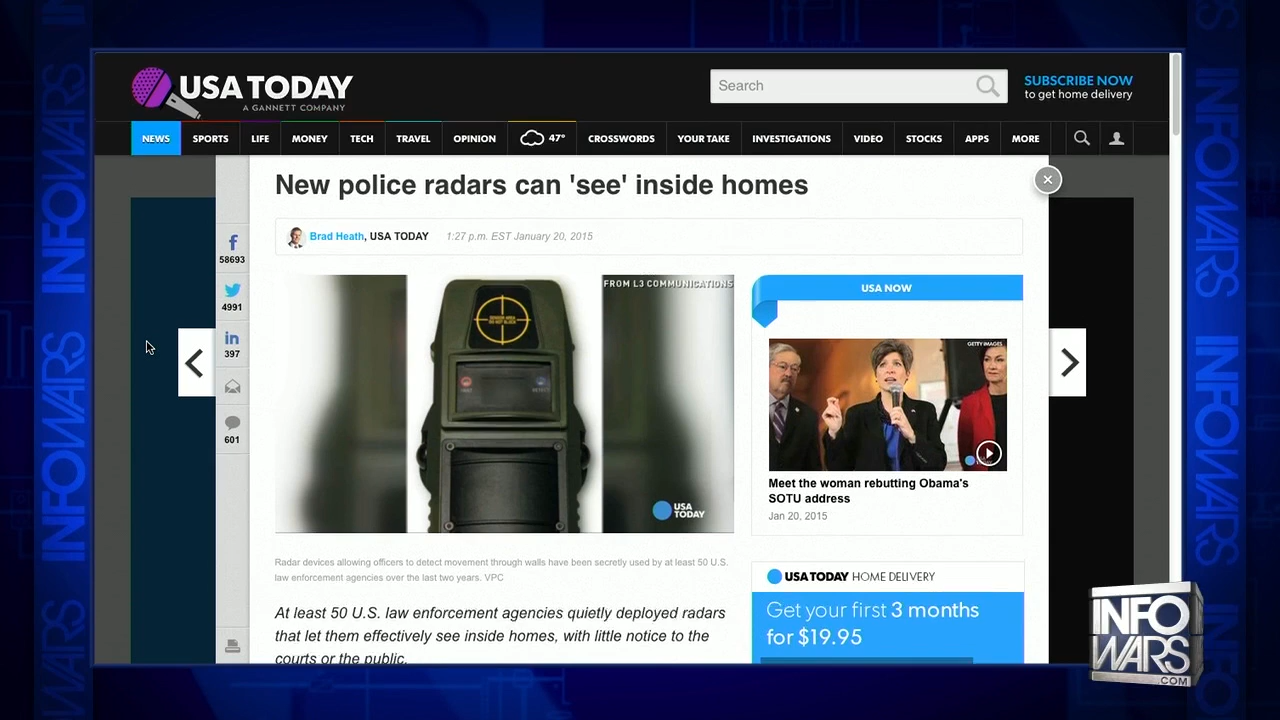 INFOWARS
INFOWARS
INFOWARS
WARS
USA TODAY
A GANNETT COMPANY
Search
SUBSCRIBE NOW
to get home delivery
NEWS SPORTS LIFE MONEY TECH TRAVEL OPINION 47° CROSSWORDS YOUR TAKE INVESTIGATIONS VIDEO STOCKS APPS MORE
New police radars can 'see' inside homes
Brad Heath, USA TODAY 1:27 p.m. EST January 20, 2015
58693
4991
397
601
FROM L3 COMMUNICATIONS
USA
TODAY
Radar devices allowing officers to detect movement through walls have been secretly used by at least 50 U.S.
law enforcement agencies over the last two years. VPC
At least 50 U.S. law enforcement agencies quietly deployed radars
that let them effectively see inside homes, with little notice to the
courts or the public.
USA NOW
GETTY IMAGES
Meet the woman rebutting Obama's
SOTU address
Jan 20, 2015
USA TODAY HOME DELIVERY
Get your first 3 months
for $19.95
INFOWARS
INFOWARS
INFO
WARS
.COM